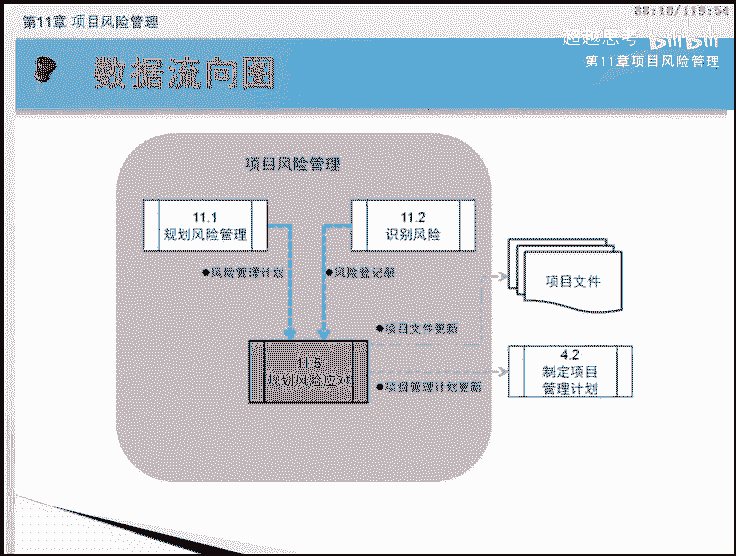 第11章 项目风险管理
超越思考 bilibili
第11章项目风险管理
数据流向图
项目风险管理
11.1
规划风险管理
11.2
识别风险
●风险管理计划
●风险登记册
项目文件
●项目文件更新
11.5
规划风险应对
4.2
制定项目
管理计划
●项目管理计划更新